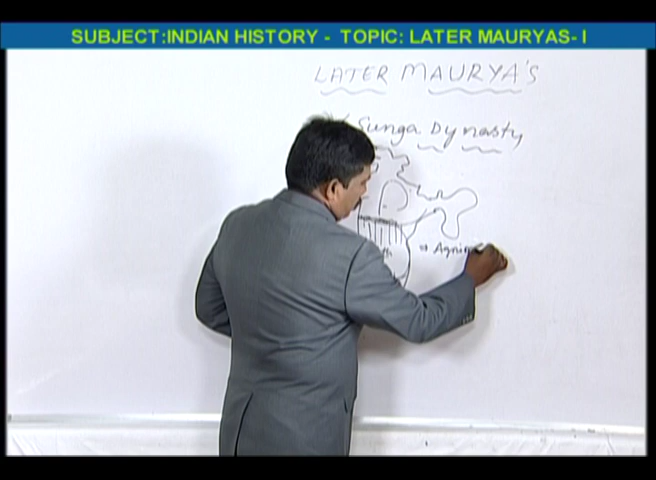 SUBJECT:INDIAN HISTORY - TOPIC: LATER MAURYAS- I
LATER MAURYA'S
Sunga Dynasty
⇒ Agni